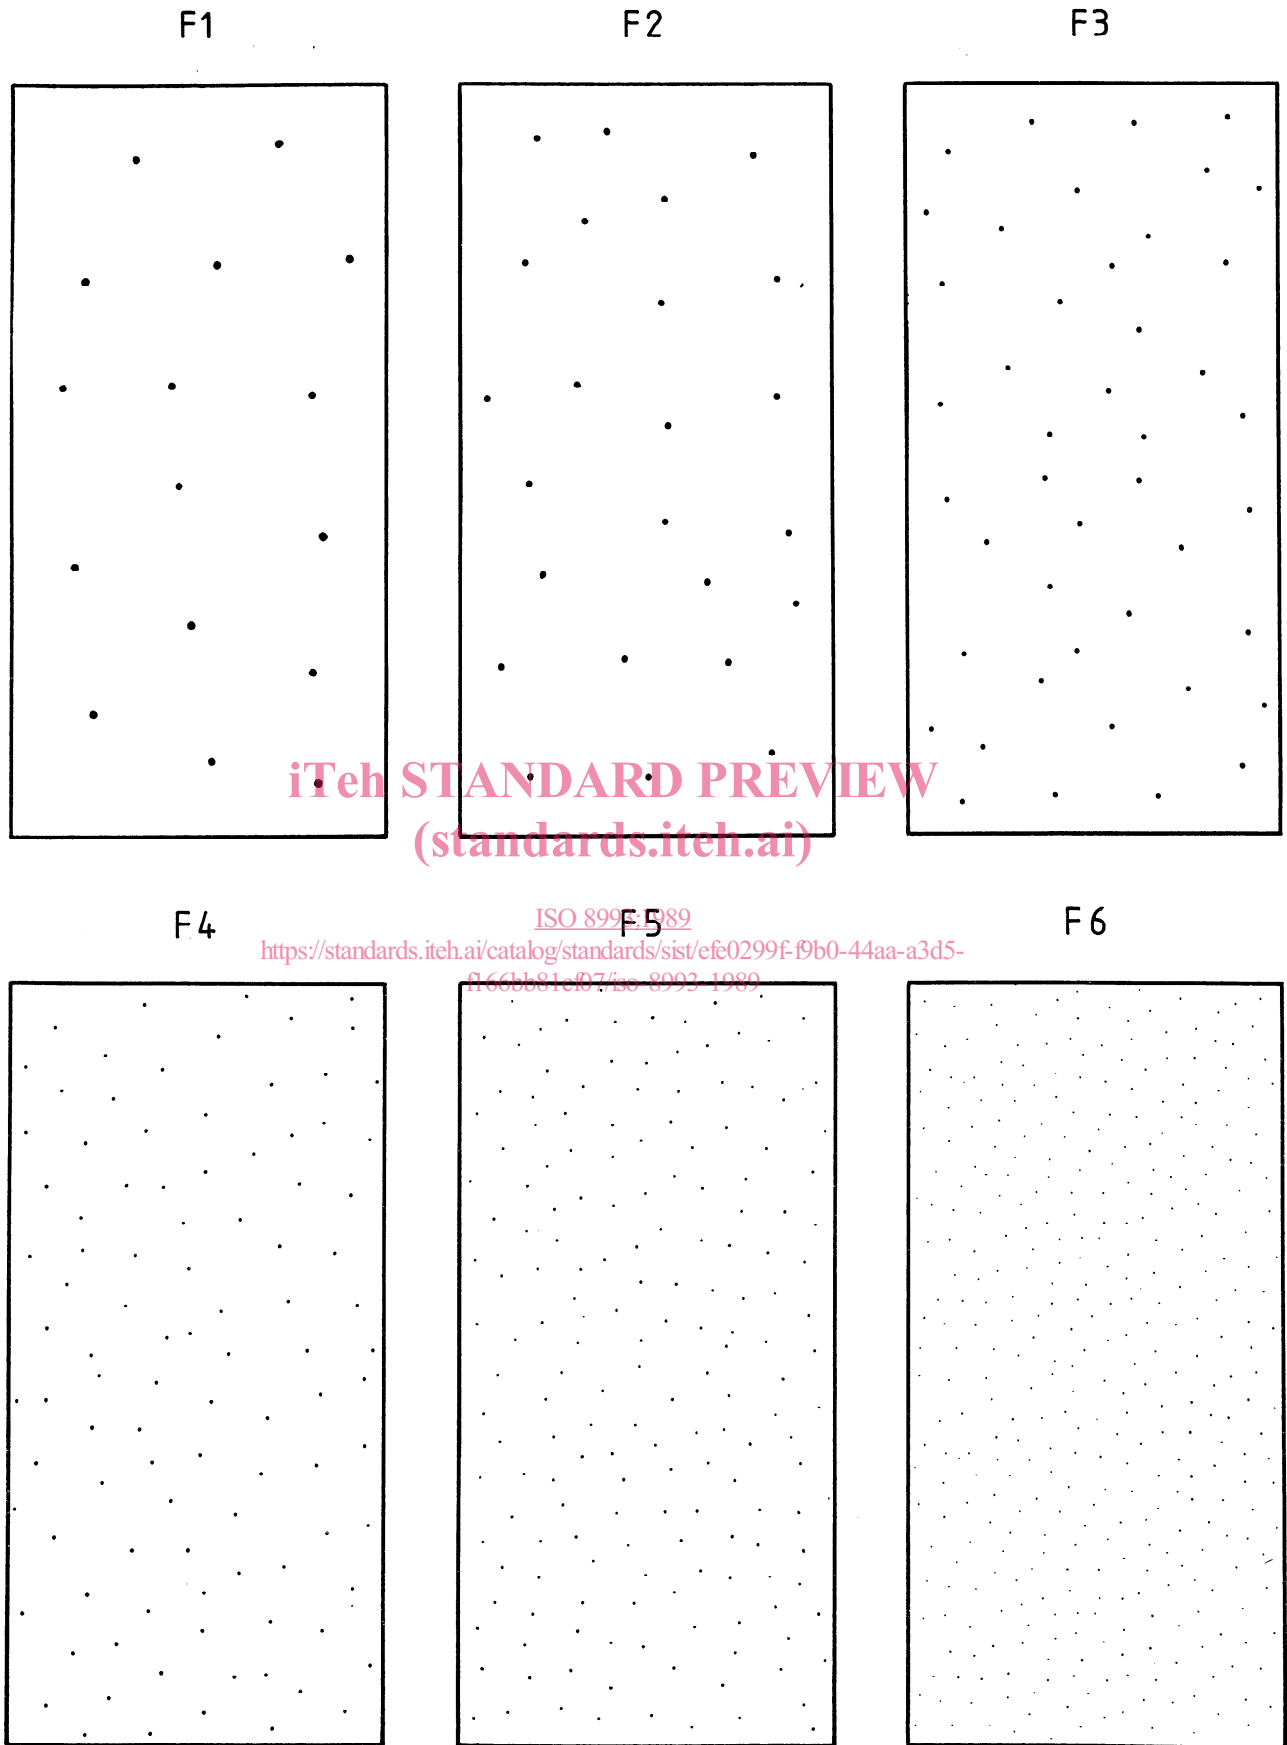 F1 F2 F3
iTeh STANDARD PREVIEW
(standards.iteh.ai)
F4 F5 F6
ISO 8993:1989
https://standards.iteh.ai/catalog/standards/sist/efe0299f-f9b0-44aa-a3d5-
f166bb81cf07/iso-8993-1989